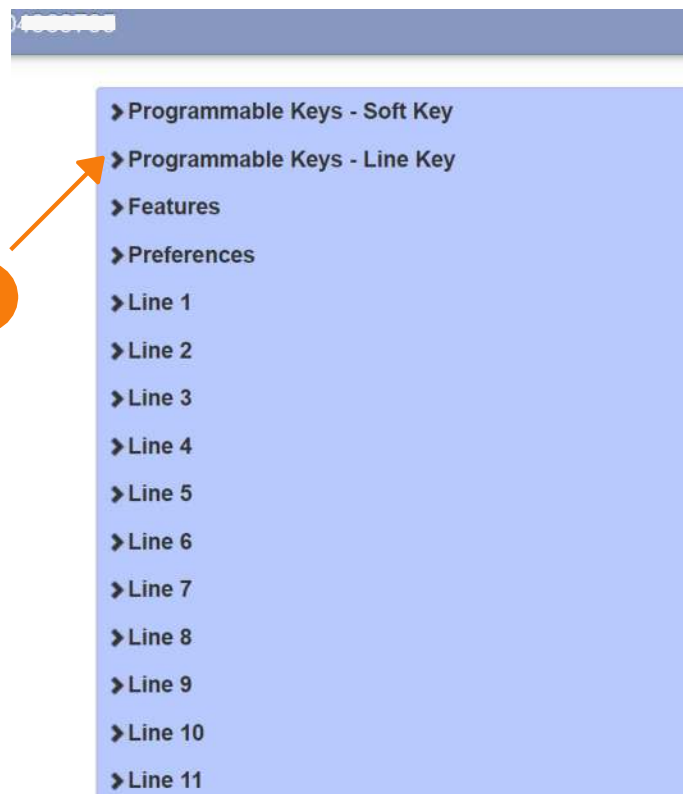 Programmable Keys - Soft Key
Programmable Keys - Line Key
Features
Preferences
Line 1
Line 2
Line 3
Line 4
Line 5
Line 6
Line 7
Line 8
Line 9
Line 10
Line 11